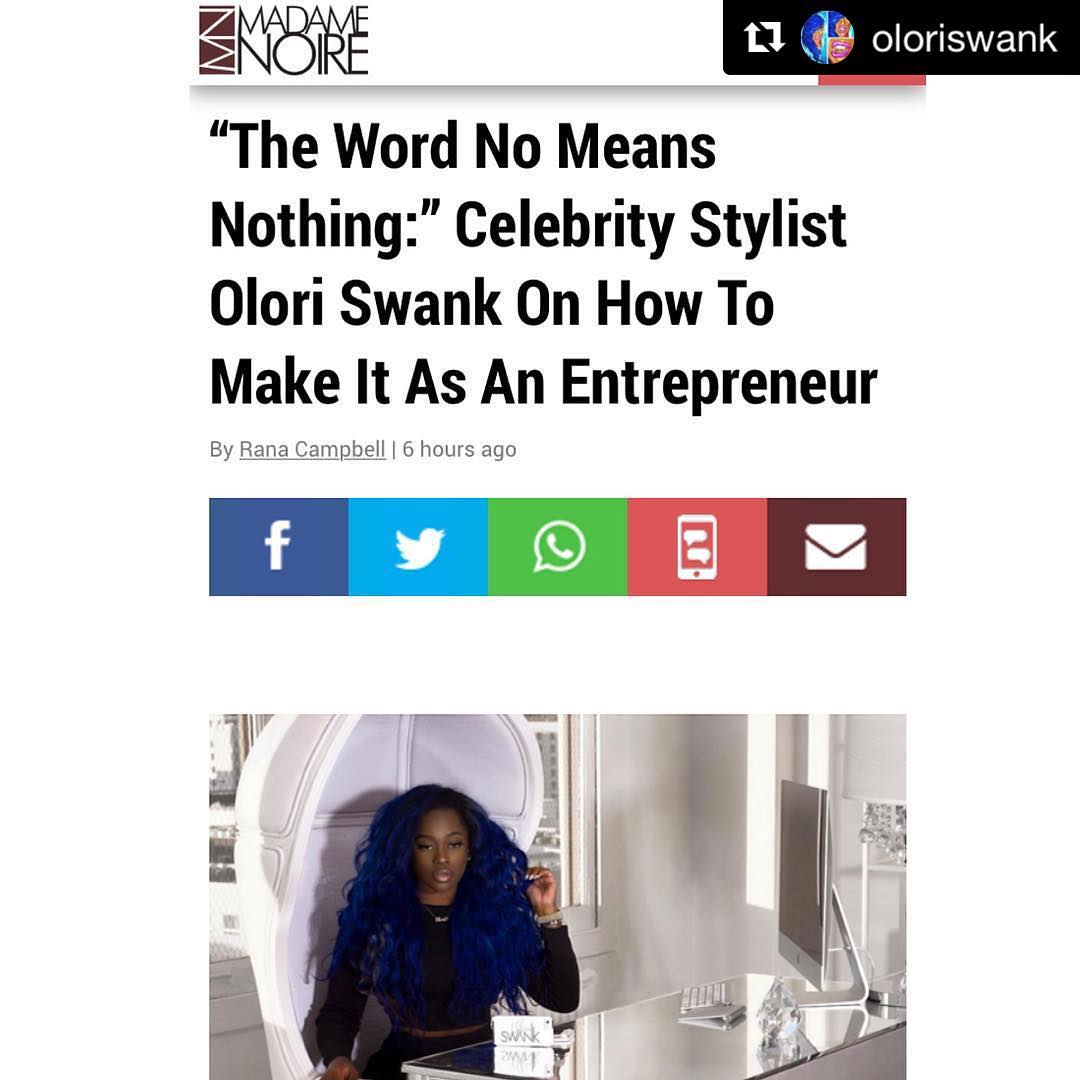 MADAME
NOIRE
oloriswank
“The Word No Means
Nothing:” Celebrity Stylist
Olori Swank On How To
Make It As An Entrepreneur
By Rana Campbell | 6 hours ago
SWANK